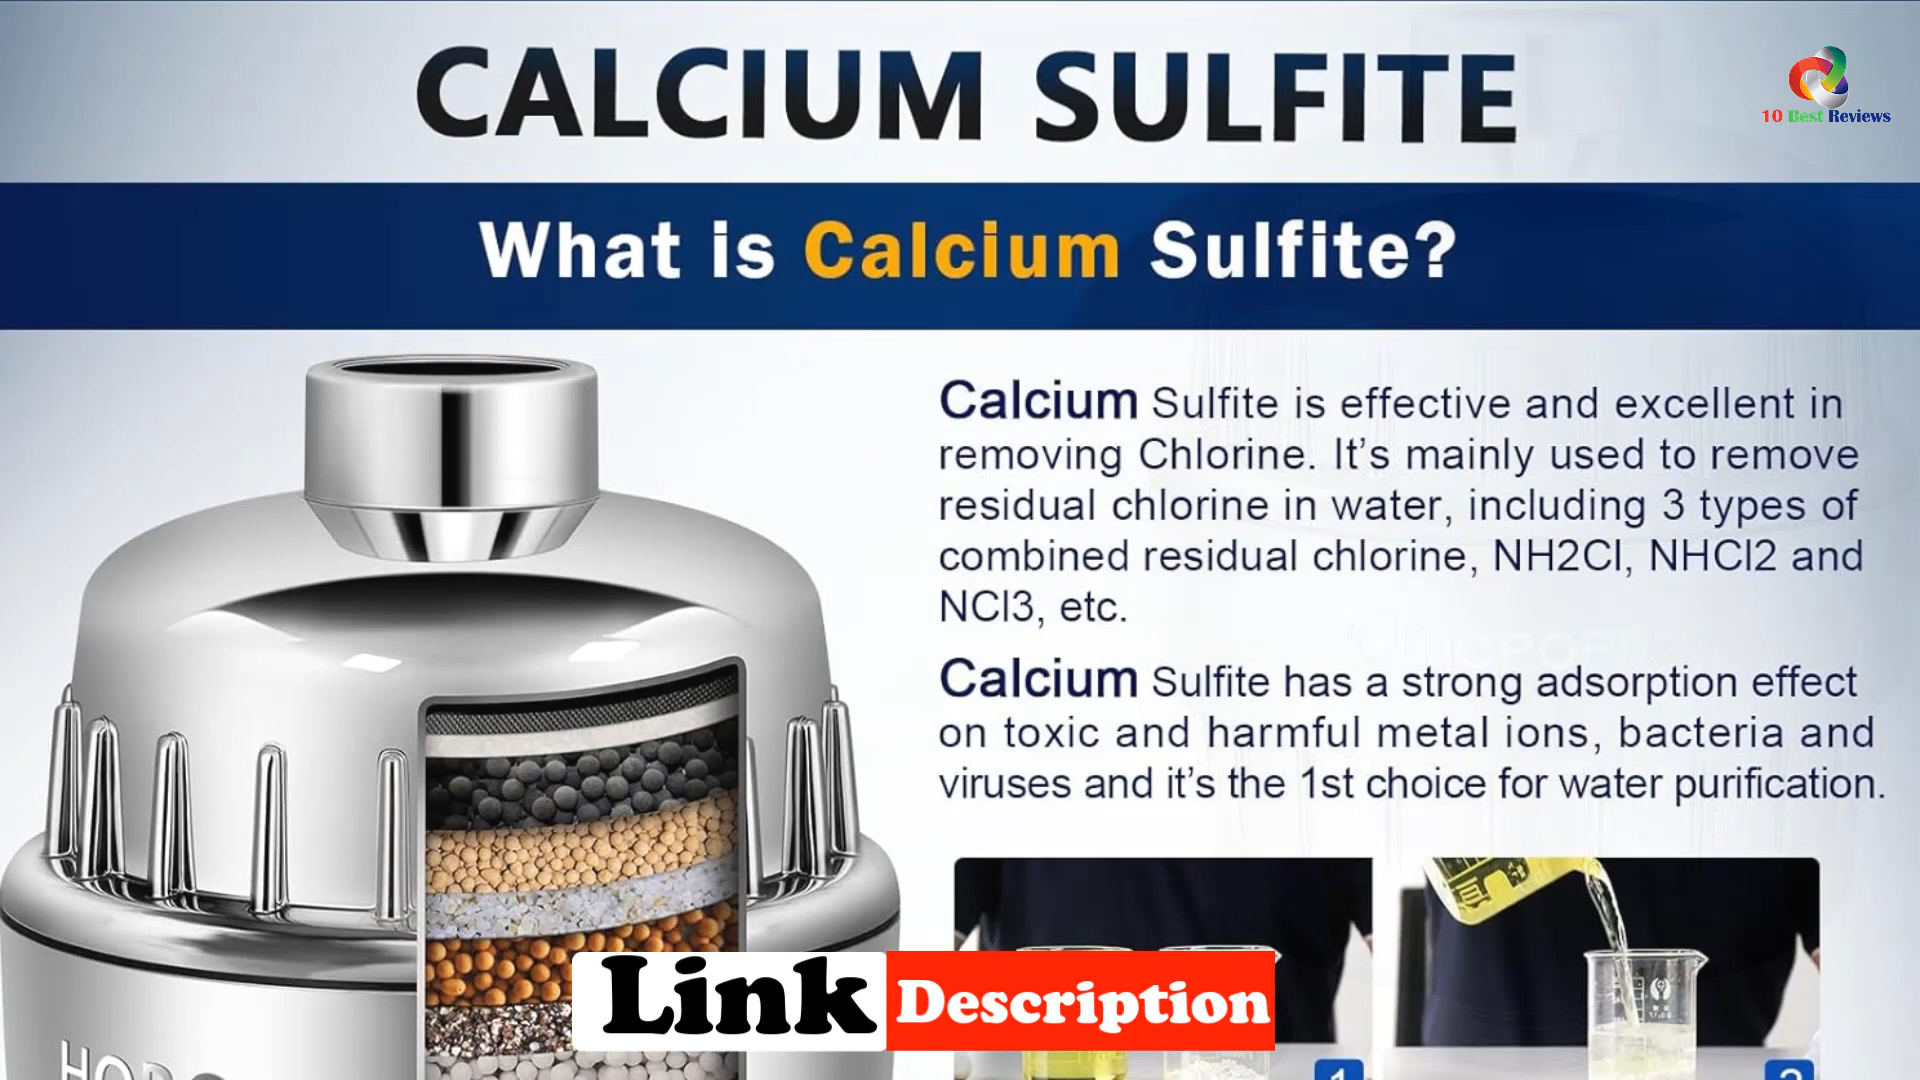 CALCIUM SULFITE
10 Best Reviews
What is Calcium Sulfite?
Calcium Sulfite is effective and excellent in
removing Chlorine. It's mainly used to remove
residual chlorine in water, including 3 types of
combined residual chlorine, NH2Cl, NHCl2 and
NCl3, etc.
Calcium Sulfite has a strong adsorption effect
on toxic and harmful metal ions, bacteria and
viruses and it's the 1st choice for water purification.
Link Description
1
2